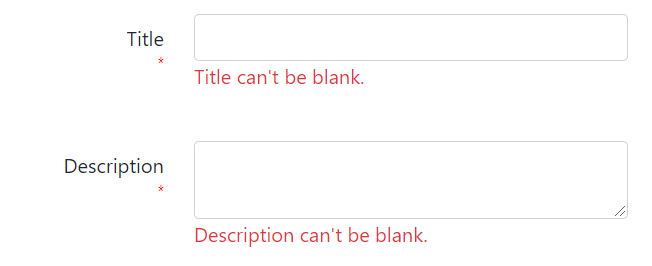 Title
*
Title can't be blank.
Description
*
Description can't be blank.